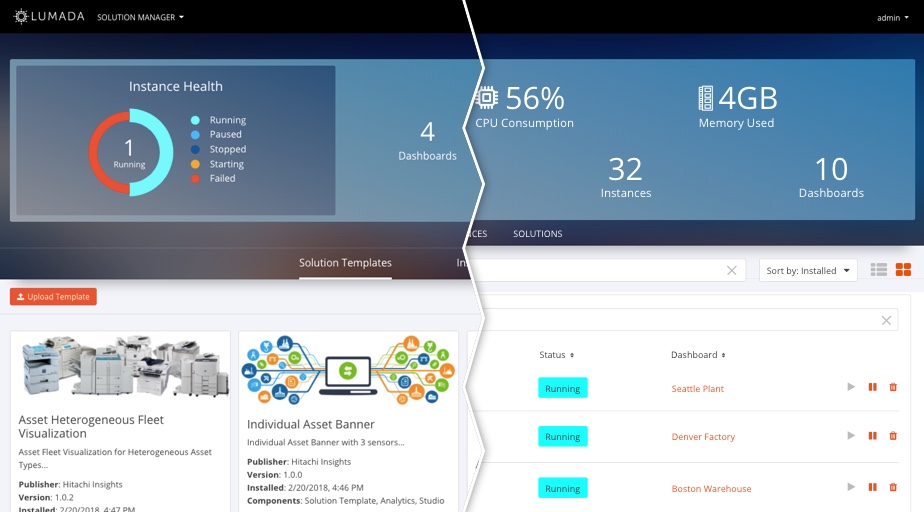 LUMADA
SOLUTION MANAGER
admin
Instance Health
1
Running
Running
Paused
Stopped
Starting
Failed
4
Dashboards
56%
CPU Consumption
4GB
Memory Used
32
Instances
10
Dashboards
CES
SOLUTIONS
Solution Templates
In
Sort by: Installed
Upload Template
Asset Heterogeneous Fleet
Visualization
Asset Fleet Visualization for Heterogeneous Asset
Types...
Publisher: Hitachi Insights
Version: 1.0.2
Installed: 2/20/2018, 4:47 PM
Individual Asset Banner
Individual Asset Banner with 3 sensors...
Publisher: Hitachi Insights
Version: 1.0.0
Installed: 2/20/2018, 4:46 PM
Components: Solution Template, Analytics, Studio
Status
Dashboard
Running
Seattle Plant
Running
Denver Factory
Running
Boston Warehouse